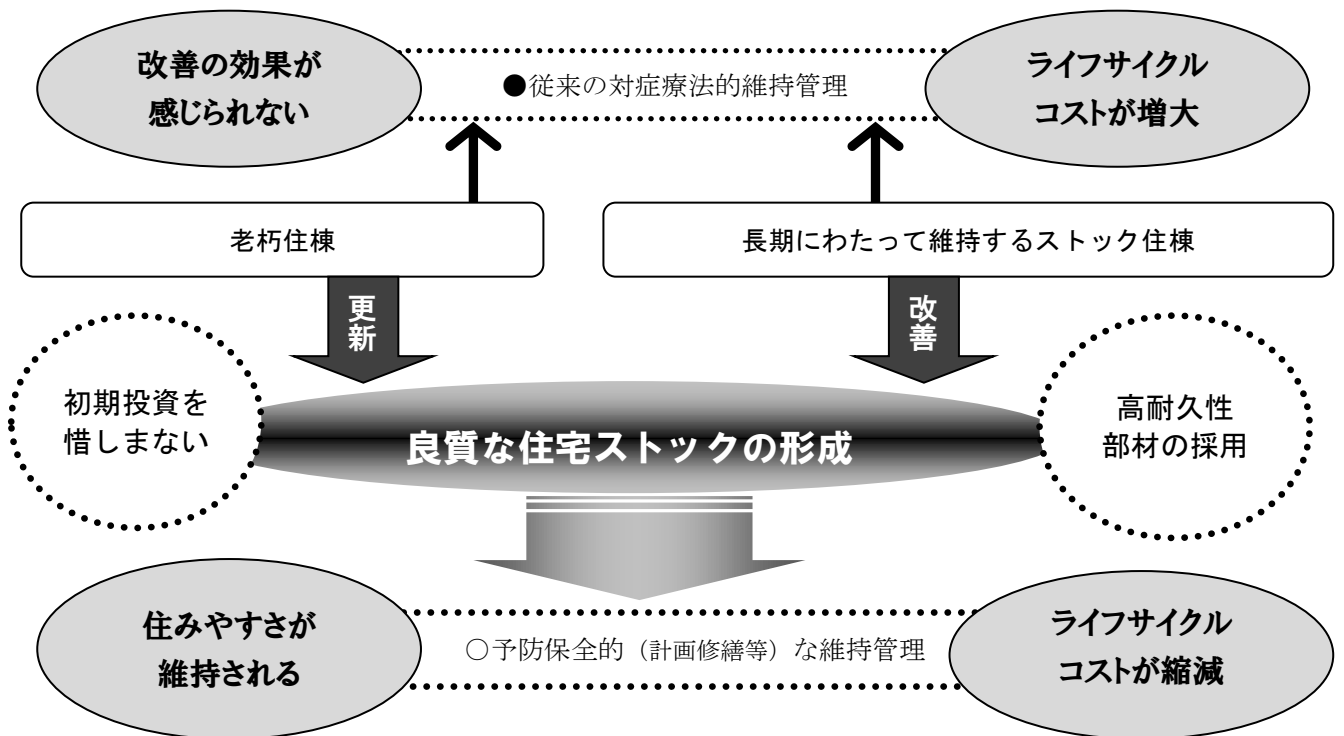 改善の効果が
感じられない
●従来の対症療法的維持管理
ライフサイクル
コストが増大
老朽住棟
長期にわたって維持するストック住棟
更新
改善
初期投資を
惜しまない
良質な住宅ストックの形成
高耐久性
部材の採用
住みやすさが
維持される
○予防保全的（計画修繕等）な維持管理
ライフサイクル
コストが縮減